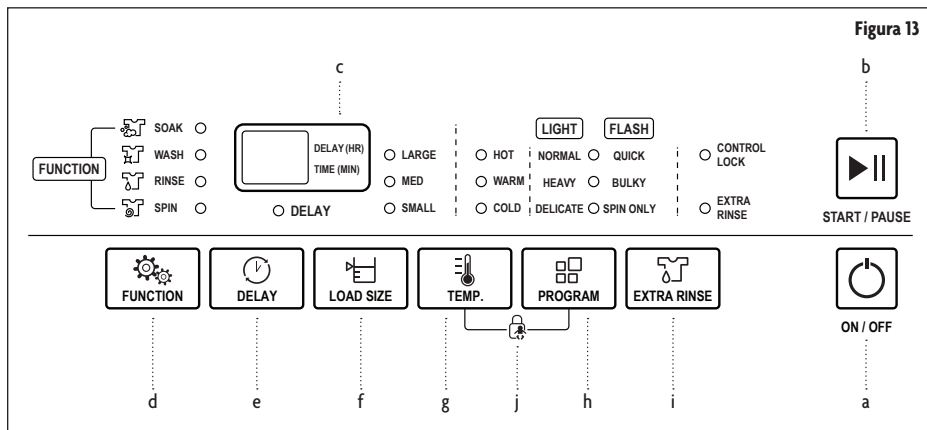 Figura 13
c
b
FUNCTION
SOAK
WASH
RINSE
SPIN
DELAY (HR)
TIME (MIN)
DELAY
LARGE
MED
SMALL
HOT
WARM
COLD
LIGHT FLASH
NORMAL QUICK
HEAVY BULKY
DELICATE SPIN ONLY
CONTROL
LOCK
EXTRA
RINSE
START / PAUSE
FUNCTION
DELAY
LOAD SIZE
TEMP.
PROGRAM
EXTRA RINSE
ON / OFF
d e f g j h i a